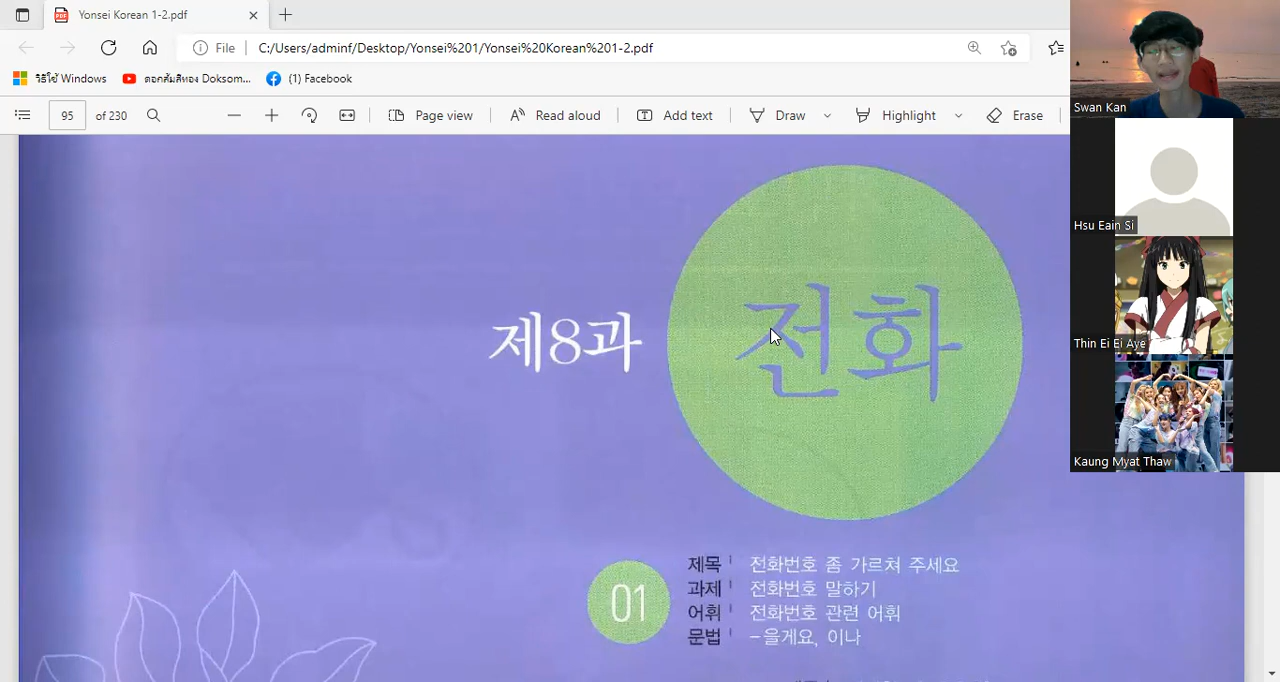 Yonsei Korean 1-2.pdf
File
C:/Users/adminf/Desktop/Yonsei%201/Yonsei%20Korean%201-2.pdf
วิธีใช้ Windows
ดอกส้มสีทอง Doksom...
(1) Facebook
95
of 230
Page view
Read aloud
Add text
Draw
Highlight
Erase
Swan Kan
Hsu Eain Si
Thin Ei Ei Aye
Kaung Myat Thaw
제8과
전화
01
제목 전화번호 좀 가르쳐 주세요
과제 전화번호 말하기
어휘 전화번호 관련 어휘
문법 -을게요, 이나